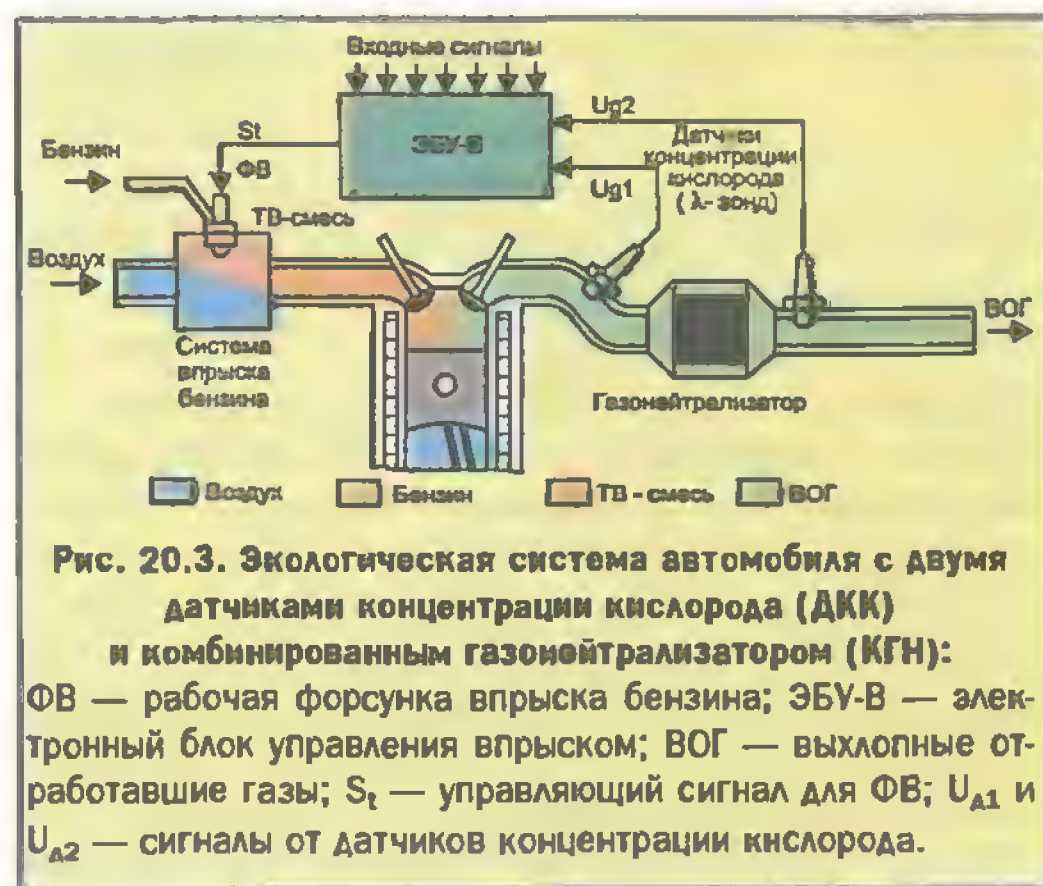 Входные сигналы
Ug2
St
ЭБУ-В
Датчики
Бензин
концентрации
ФВ
кислорода
Ug1
(λ-зонд)
ТВ-смесь
Воздух
ВОГ
Система
впрыска
бензина
Газонейтрализатор
Воздух
Бензин
ТВ-смесь
ВОГ
Рис. 20.3. Экологическая система автомобиля с двумя
датчиками концентрации кислорода (ДКК)
и комбинированным газонейтрализатором (КГН):
ФВ — рабочая форсунка впрыска бензина; ЭБУ-В — элек-
тронный блок управления впрыском; ВОГ — выхлопные от-
работавшие газы; St — управляющий сигнал для ФВ; Uд1 и
Uд2 — сигналы от датчиков концентрации кислорода.